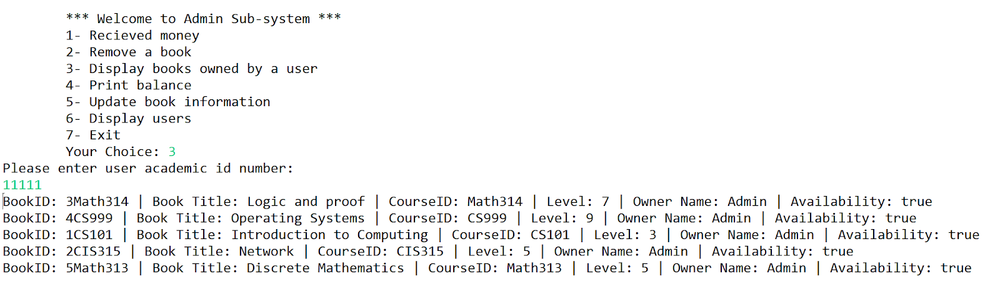 *** Welcome to Admin Sub-system ***
1- Recieved money
2- Remove a book
3- Display books owned by a user
4- Print balance
5- Update book information
6- Display users
7- Exit
Your Choice: 3
Please enter user academic id number:
11111
BookID: 3Math314 | Book Title: Logic and proof | CourseID: Math314 | Level: 7 | Owner Name: Admin | Availability: true
BookID: 4CS999 | Book Title: Operating Systems | CourseID: CS999 | Level: 9 | Owner Name: Admin | Availability: true
BookID: 1CS101 | Book Title: Introduction to Computing | CourseID: CS101 | Level: 3 | Owner Name: Admin | Availability: true
BookID: 2CIS315 | Book Title: Network | CourseID: CIS315 | Level: 5 | Owner Name: Admin | Availability: true
BookID: 5Math313 | Book Title: Discrete Mathematics | CourseID: Math313 | Level: 5 | Owner Name: Admin | Availability: true